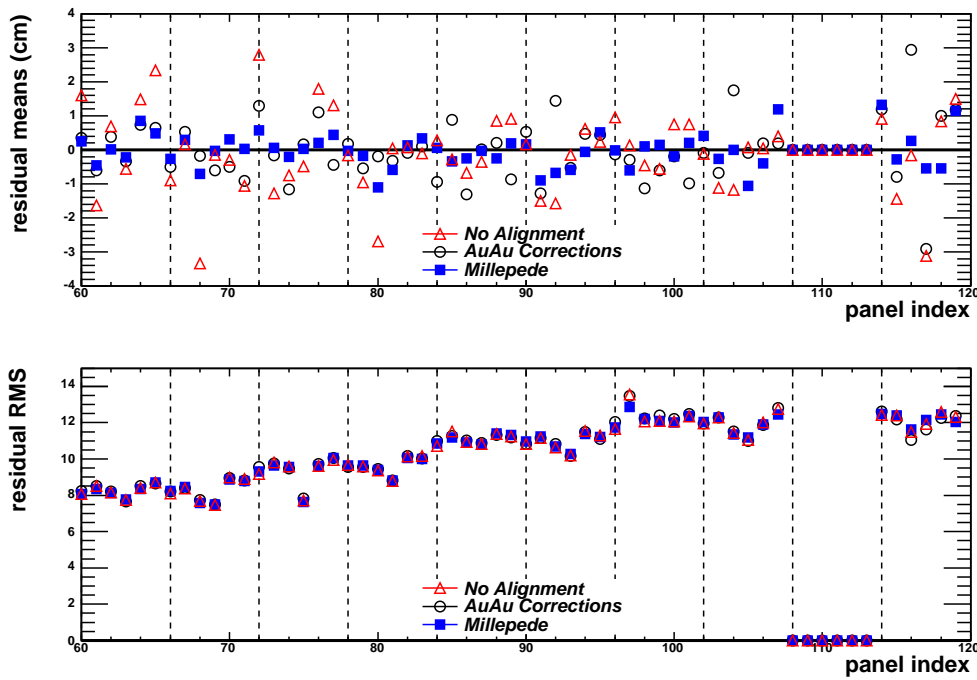 residual means (cm)
4
3
2
1
0
-1
-2
-3
-4
No Alignment
AuAu Corrections
Millepede
60 70 80 90 100 110 120
panel index
residual RMS
14
12
10
8
6
4
2
0
No Alignment
AuAu Corrections
Millepede
60 70 80 90 100 110 120
panel index